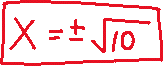 X = ± √10